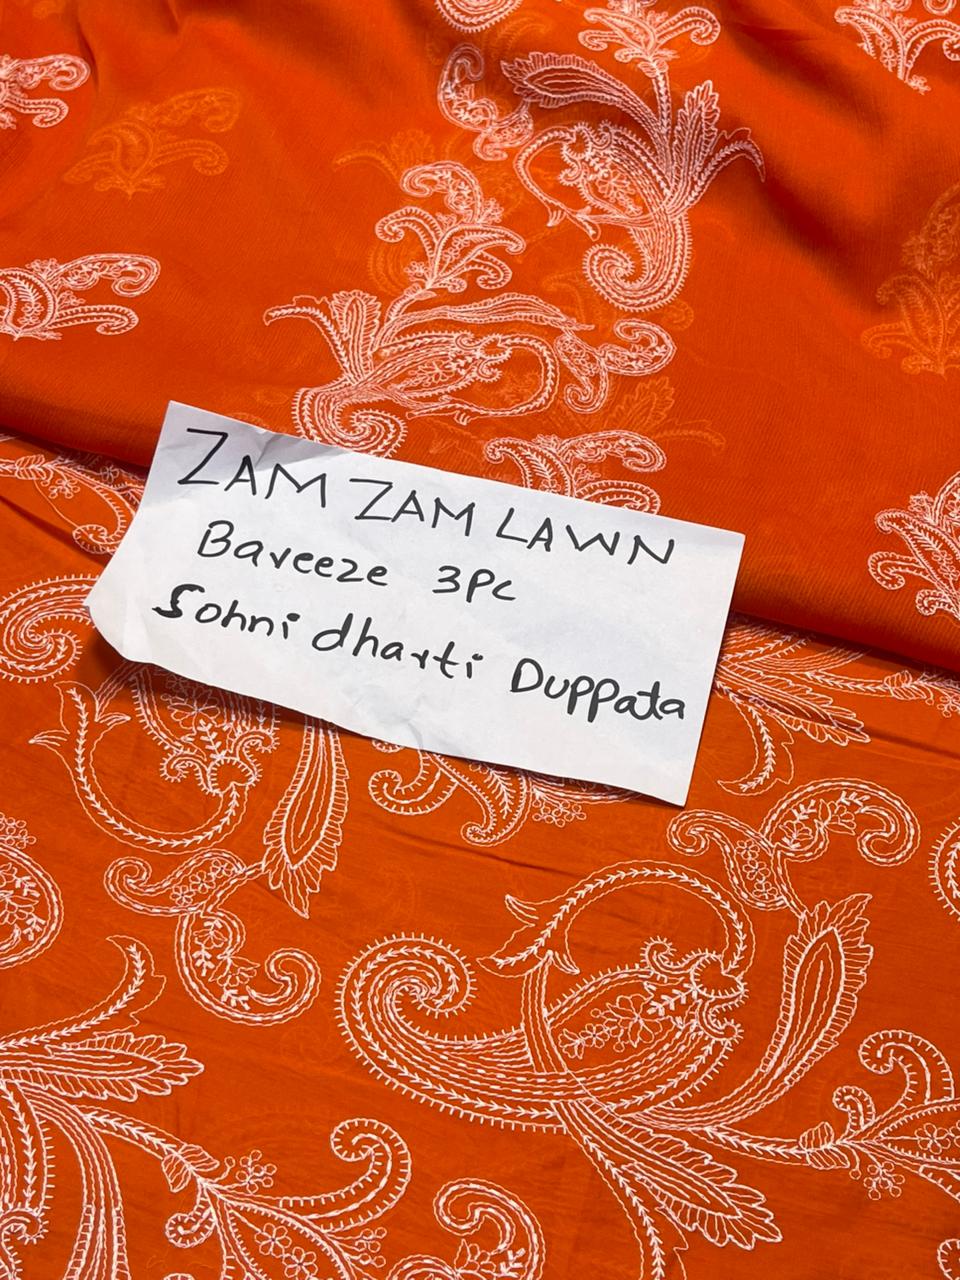 ZAM ZAM LAWN
Baveeze 3Pc
Sohni dharti Duppata